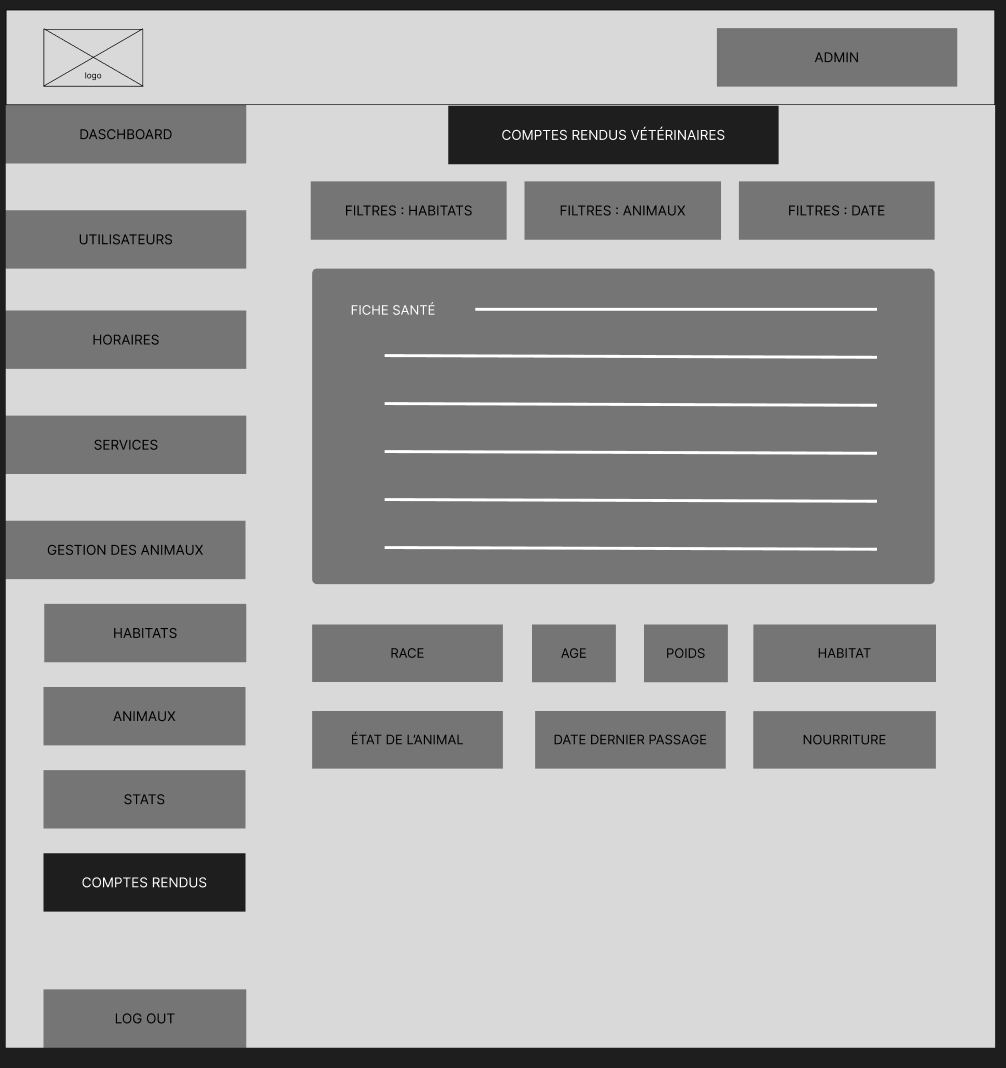 logo
ADMIN
DASCHBOARD
COMPTES RENDUS VÉTÉRINAIRES
FILTRES : HABITATS
FILTRES : ANIMAUX
FILTRES : DATE
UTILISATEURS
HORAIRES
SERVICES
GESTION DES ANIMAUX
HABITATS
ANIMAUX
STATS
COMPTES RENDUS
LOG OUT
FICHE SANTÉ
RACE
AGE
POIDS
HABITAT
ÉTAT DE L'ANIMAL
DATE DERNIER PASSAGE
NOURRITURE